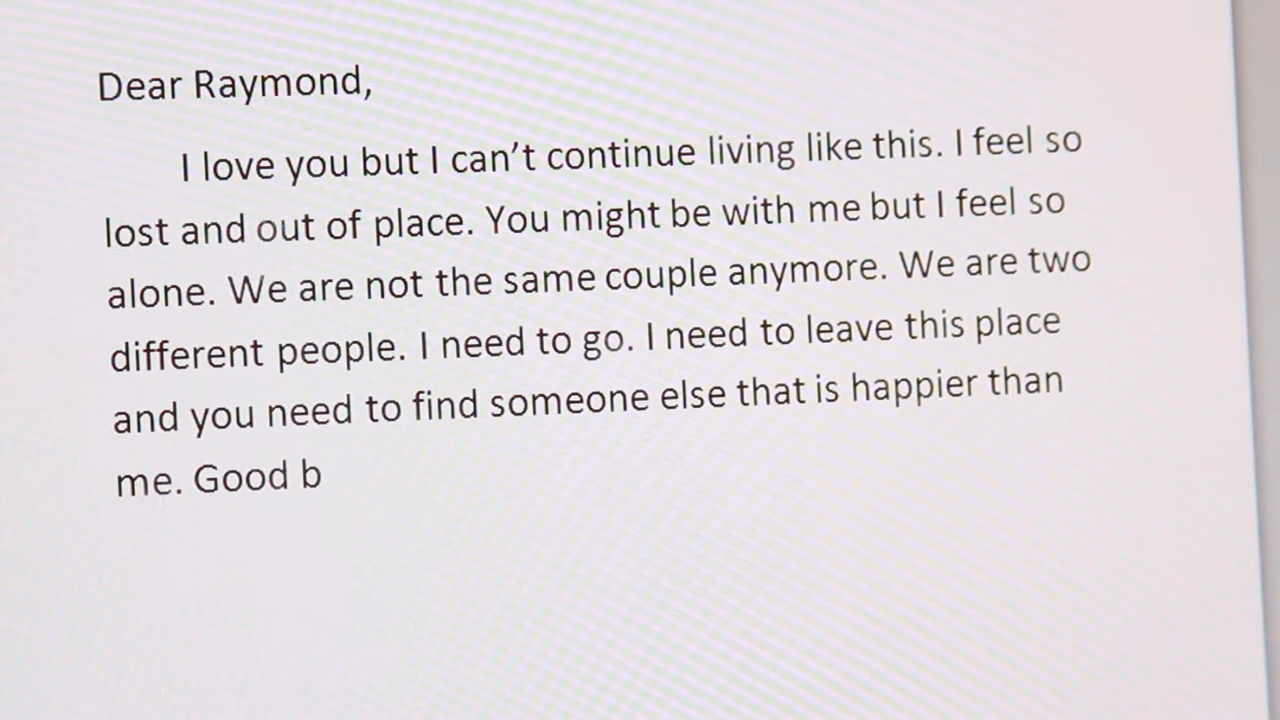 Dear Raymond,
I love you but I can't continue living like this. I feel so
lost and out of place. You might be with me but I feel so
alone. We are not the same couple anymore. We are two
different people. I need to go. I need to leave this place
and you need to find someone else that is happier than
me. Good b